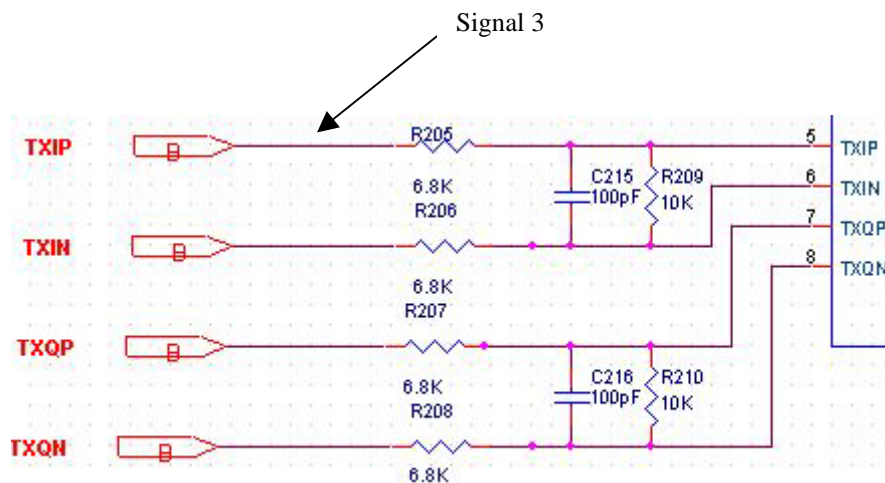 Signal 3
TXIP
R205
5
TXIP
6.8K
C215
100pF
R209
10K
6
TXIN
R206
7
TXQP
TXIN
8
TXQN
6.8K
R207
TXQP
6.8K
C216
100pF
R210
10K
R208
TXQN
6.8K